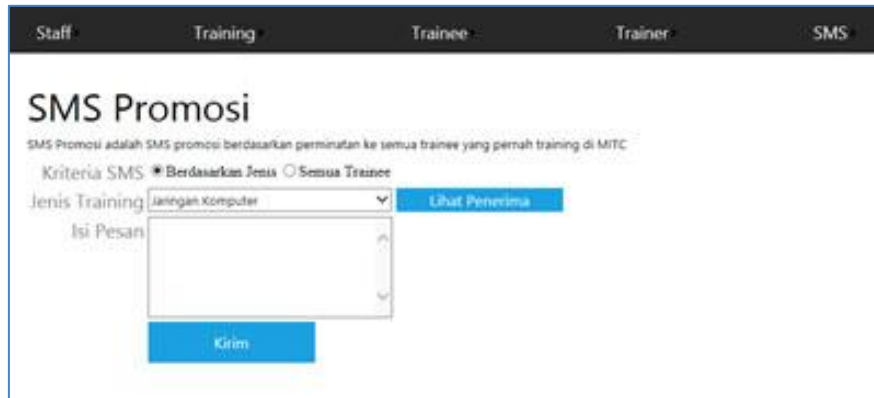 Staff Training Trainee Trainer SMS
SMS Promosi
SMS Promosi adalah SMS promosi berdasarkan perminatan ke semua trainee yang pernah training di MITC
Kriteria SMS Berdasarkan Jenis Semua Trainee
Jenis Training Jaringan Komputer Lihat Penerima
Isi Pesan
Kirim